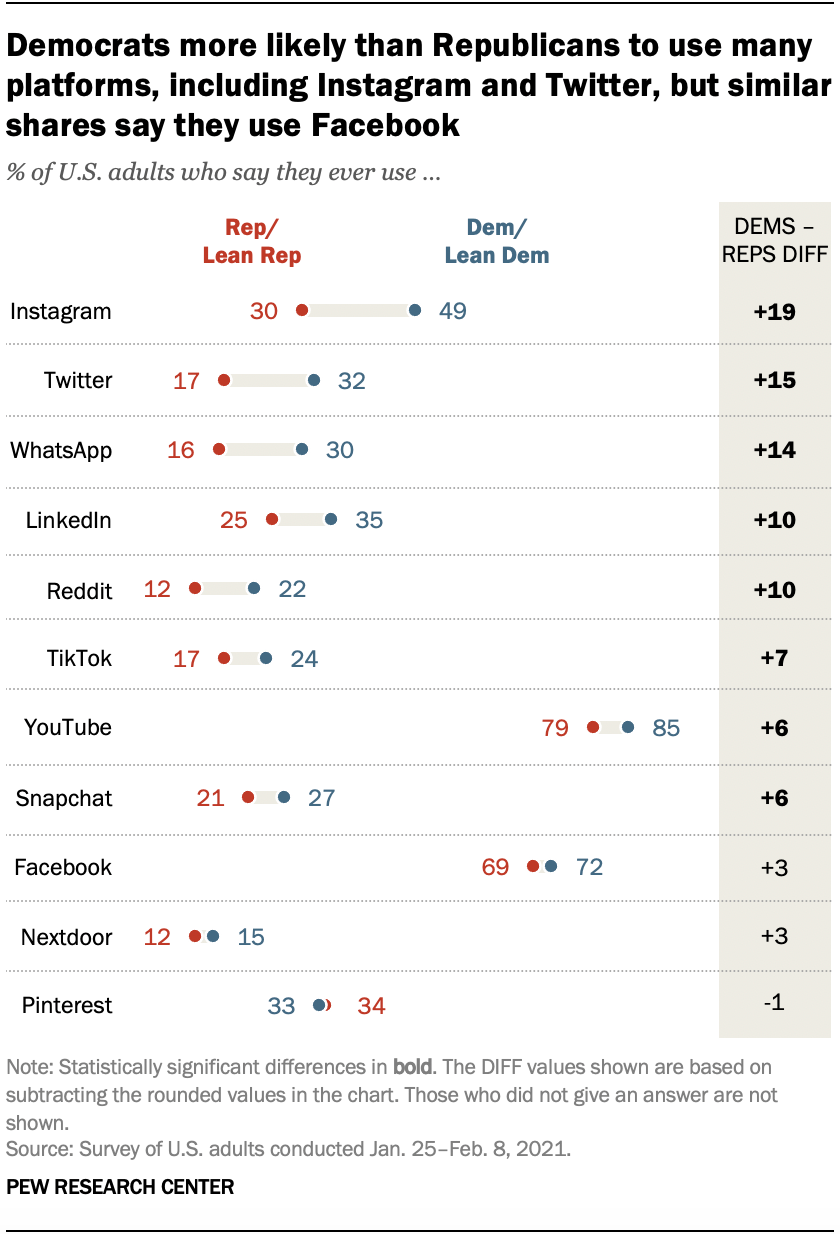 Democrats more likely than Republicans to use many
platforms, including Instagram and Twitter, but similar
shares say they use Facebook
% of U.S. adults who say they ever use ...
Rep/
Lean Rep
Dem/
Lean Dem
DEMS –
REPS DIFF
Instagram 30 49 +19
Twitter 17 32 +15
WhatsApp 16 30 +14
LinkedIn 25 35 +10
Reddit 12 22 +10
TikTok 17 24 +7
YouTube 79 85 +6
Snapchat 21 27 +6
Facebook 69 72 +3
Nextdoor 12 15 +3
Pinterest 33 34 -1
Note: Statistically significant differences in bold. The DIFF values shown are based on
subtracting the rounded values in the chart. Those who did not give an answer are not
shown.
Source: Survey of U.S. adults conducted Jan. 25–Feb. 8, 2021.
PEW RESEARCH CENTER